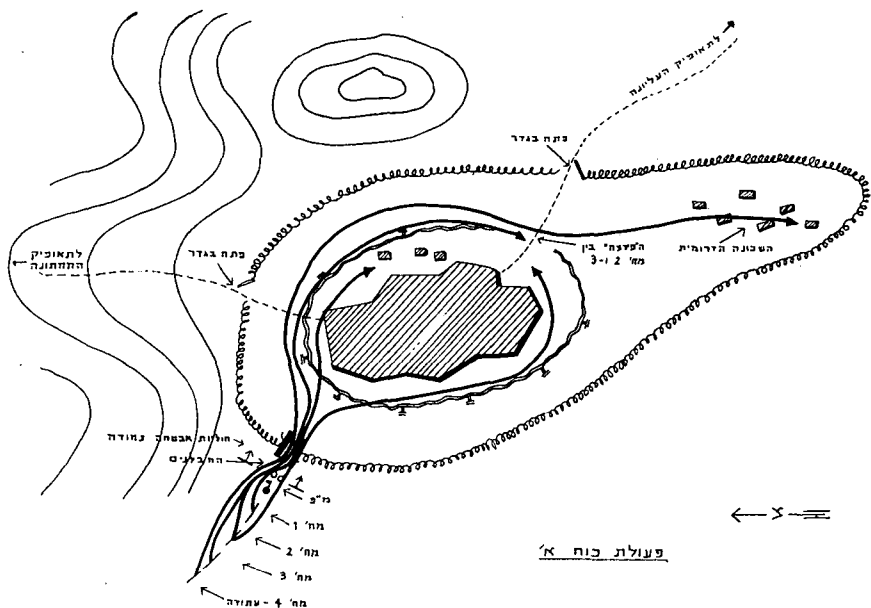 לתאופיק העליונה
פתח בגדר
ה"פירצה" בין
מח' 2 ו-3
השכונה הדרומית
פתח בגדר
לתאופיק
התחתונה
חוליות אבטחה צמודה
החבלנים
מ"פ
מח' 1
מח' 2
מח' 3
מח' 4 - עתודה
צ
פעולת כוח א'